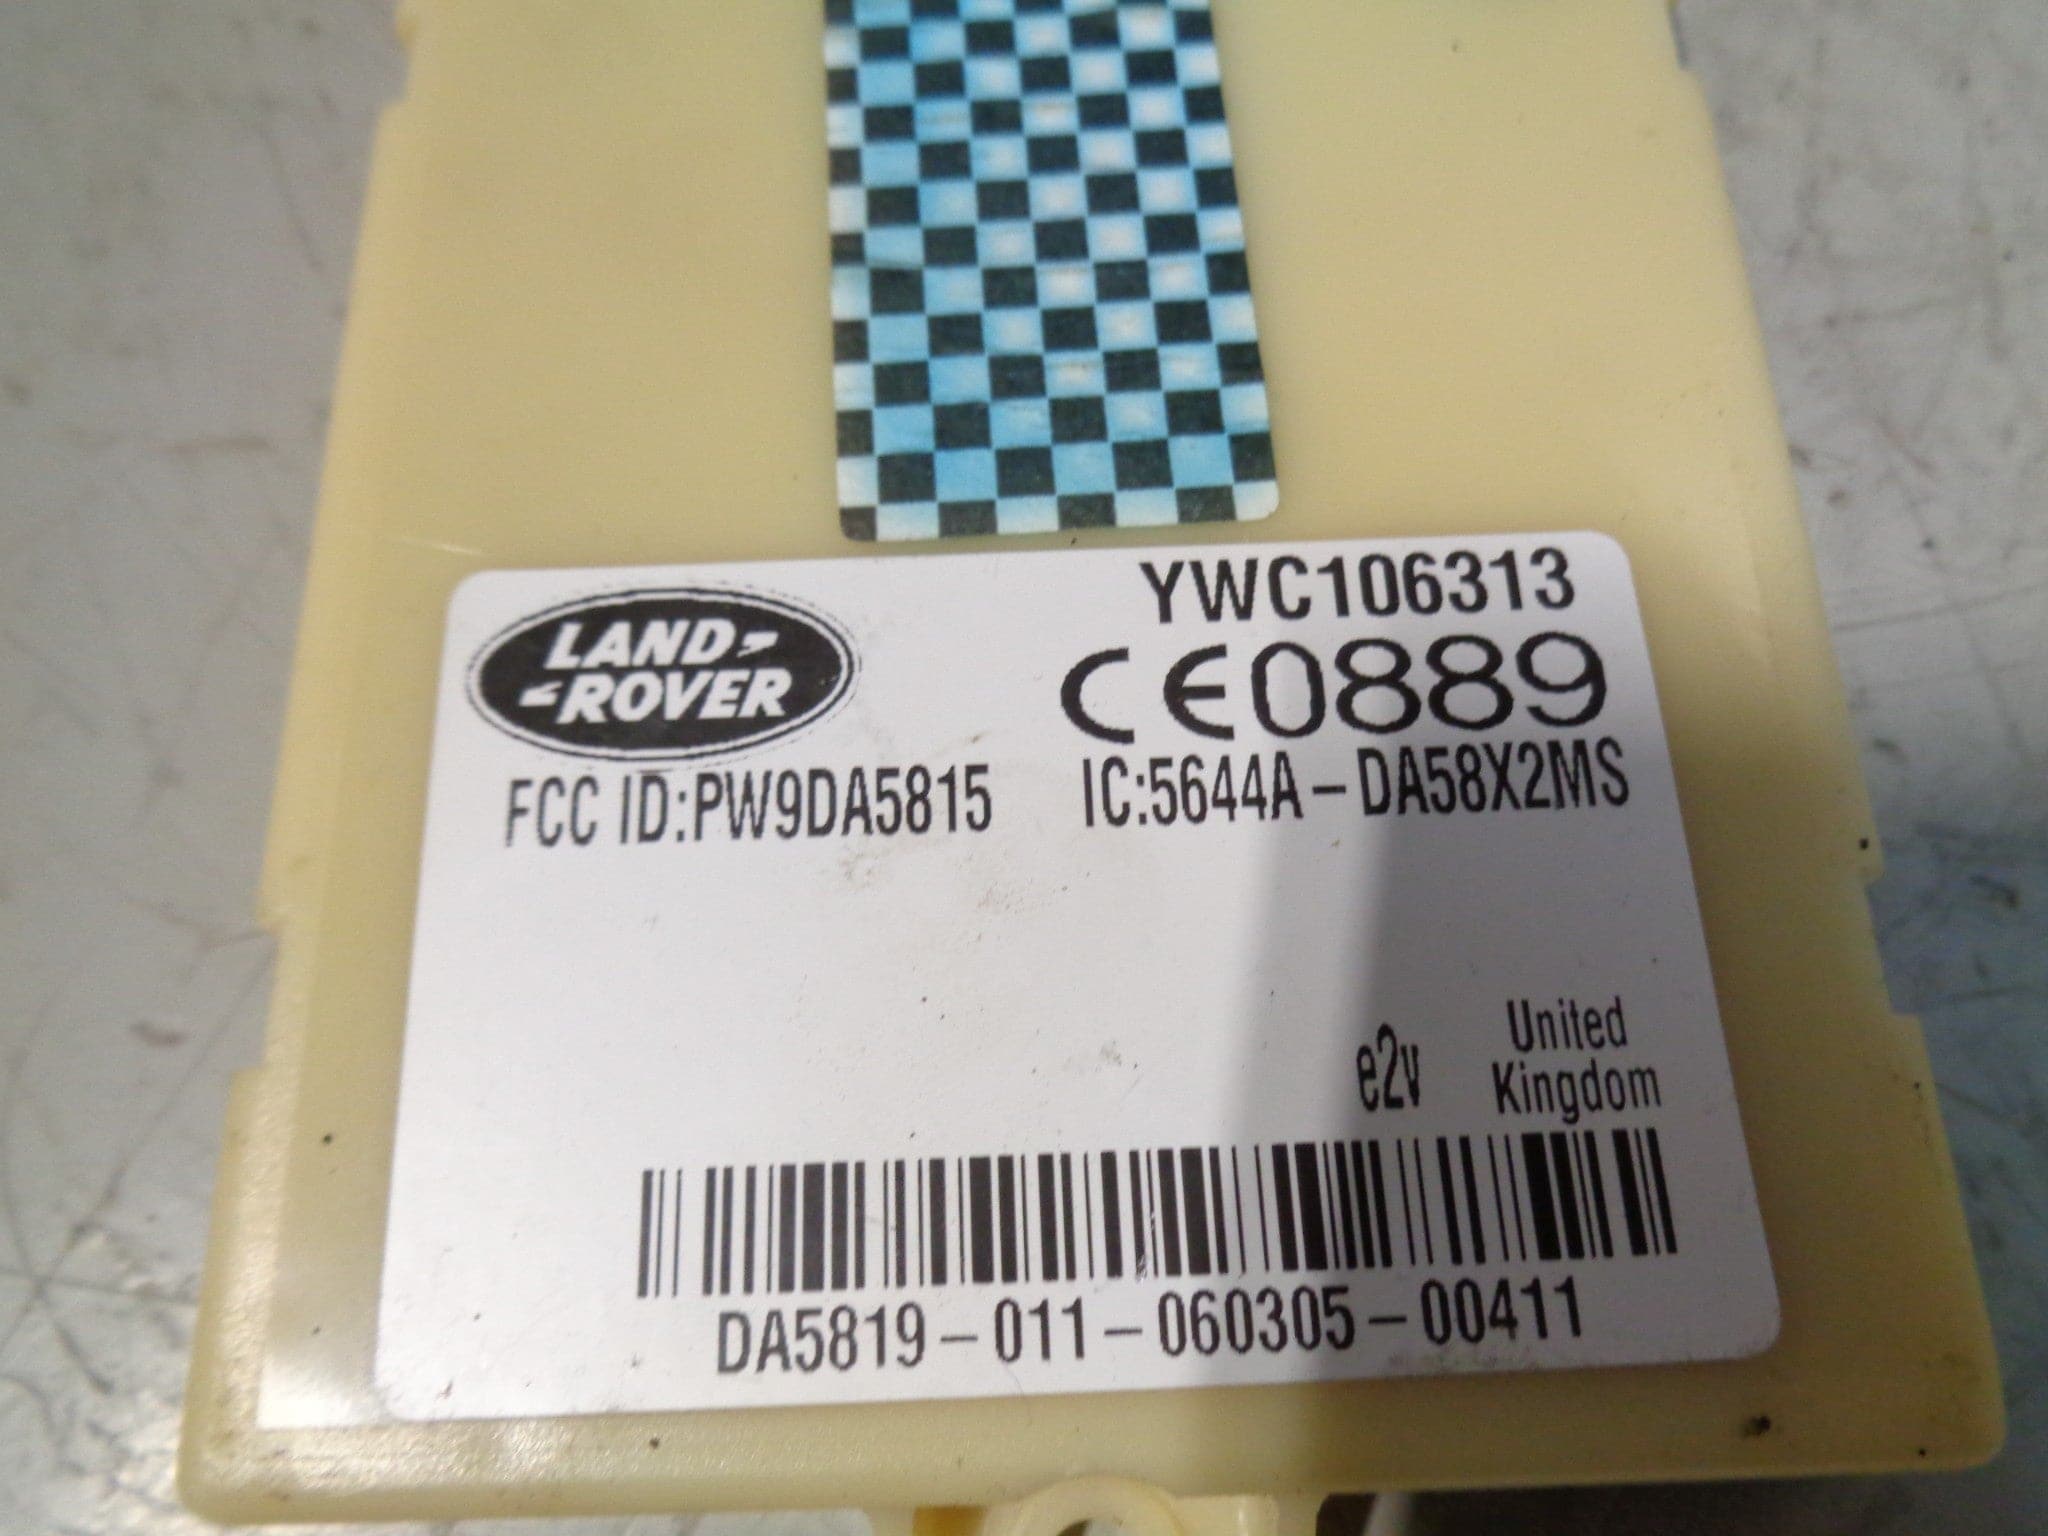 LAND
ROVER
YWC106313
CE0889
FCC ID:PW9DA5815 IC:5644A-DA58X2MS
e2v
United
Kingdom
DA5819-011-060305-00411